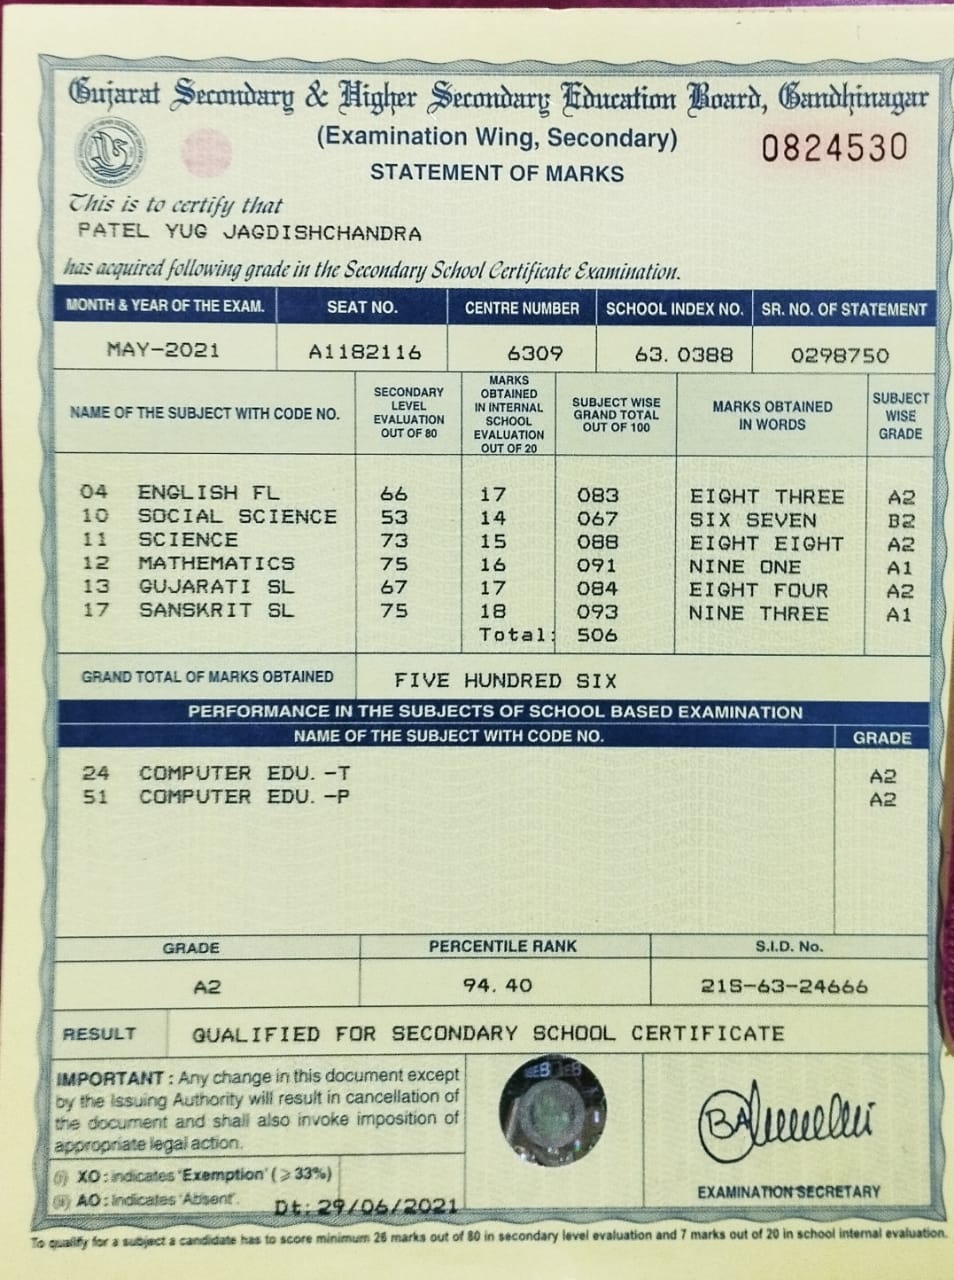 Gujarat Secondary & Higher Secondary Education Board, Gandhinagar
(Examination Wing, Secondary)
0824530
STATEMENT OF MARKS
This is to certify that
PATEL YUG JAGDISHCHANDRA
has acquired following grade in the Secondary School Certificate Examination.
MONTH & YEAR OF THE EXAM. SEAT NO. CENTRE NUMBER SCHOOL INDEX NO. SR. NO. OF STATEMENT
MAY-2021 A1182116 6309 63.0388 0298750
NAME OF THE SUBJECT WITH CODE NO.
SECONDARY
LEVEL
EVALUATION
OUT OF 80
MARKS
OBTAINED
IN INTERNAL
SCHOOL
EVALUATION
OUT OF 20
SUBJECT WISE
GRAND TOTAL
OUT OF 100
MARKS OBTAINED
IN WORDS
SUBJECT
WISE
GRADE
04 ENGLISH FL 66 17 083 EIGHT THREE A2
10 SOCIAL SCIENCE 53 14 067 SIX SEVEN B2
11 SCIENCE 73 15 088 EIGHT EIGHT A2
12 MATHEMATICS 75 16 091 NINE ONE A1
13 GUJARATI SL 67 17 084 EIGHT FOUR A2
17 SANSKRIT SL 75 18 093 NINE THREE A1
Total: 506
GRAND TOTAL OF MARKS OBTAINED FIVE HUNDRED SIX
PERFORMANCE IN THE SUBJECTS OF SCHOOL BASED EXAMINATION
NAME OF THE SUBJECT WITH CODE NO. GRADE
24 COMPUTER EDU.-T A2
51 COMPUTER EDU.-P A2
GRADE PERCENTILE RANK S.I.D. No.
A2 94.40 21S-63-24666
RESULT QUALIFIED FOR SECONDARY SCHOOL CERTIFICATE
IMPORTANT : Any change in this document except
by the Issuing Authority will result in cancellation of
the document and shall also invoke imposition of
appropriate legal action.
(i) XO : indicates 'Exemption' (≥33%)
(ii) AO : Indicates 'Absent'.
Dt: 29/06/2021
EXAMINATION SECRETARY
To qualify for a subject a candidate has to score minimum 26 marks out of 80 in secondary level evaluation and 7 marks out of 20 in school internal evaluation.